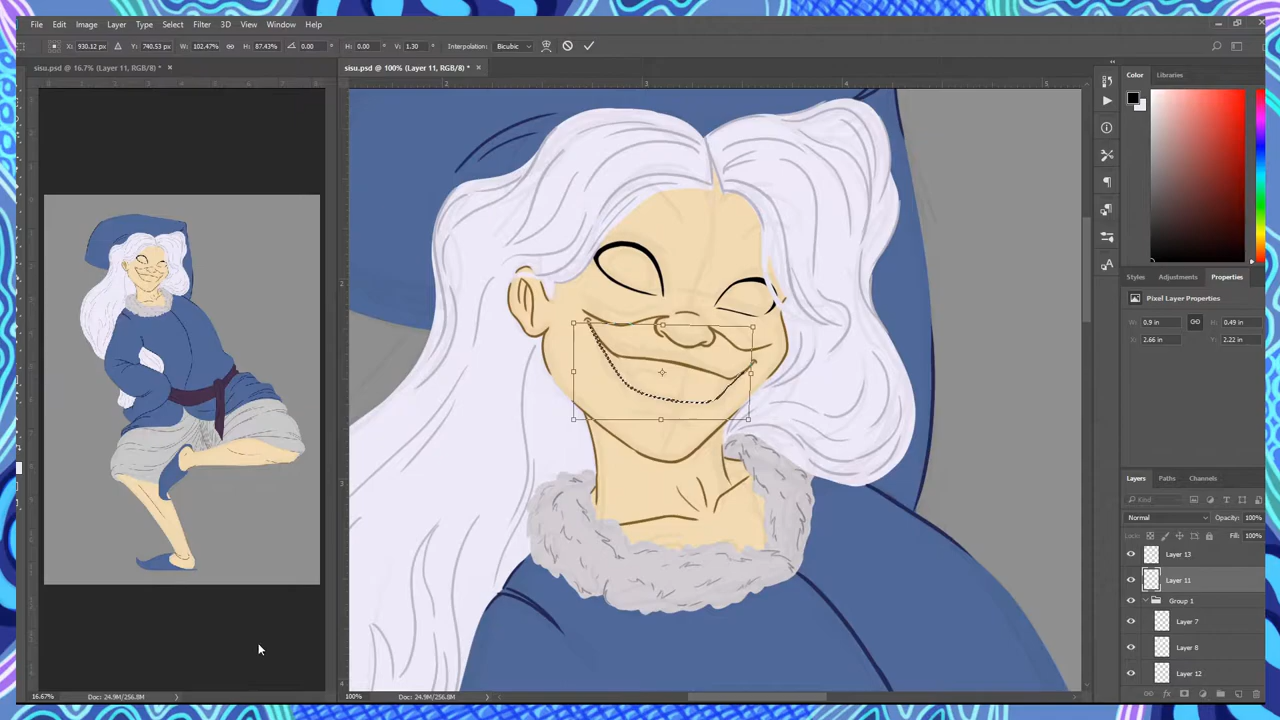 File Edit Image Layer Type Select Filter 3D View Window Help
X: 930.12 px Y: 740.53 px W: 102.47% H: 87.43% 0.00 ° H: 0.00 ° V: 1.30 ° Interpolation: Bicubic
sisu.psd @ 16.7% (Layer 11, RGB/8) * sisu.psd @ 100% (Layer 11, RGB/8) *
Color Libraries
Styles Adjustments Properties
Pixel Layer Properties
W: 0.9 in H: 0.49 in
X: 2.66 in Y: 2.22 in
Layers Paths Channels
Kind
Normal Opacity: 100%
Lock: Fill: 100%
Layer 13
Layer 11
Group 1
Layer 7
Layer 8
Layer 12
16.67% Doc: 24.9M/256.8M 100% Doc: 24.9M/256.8M